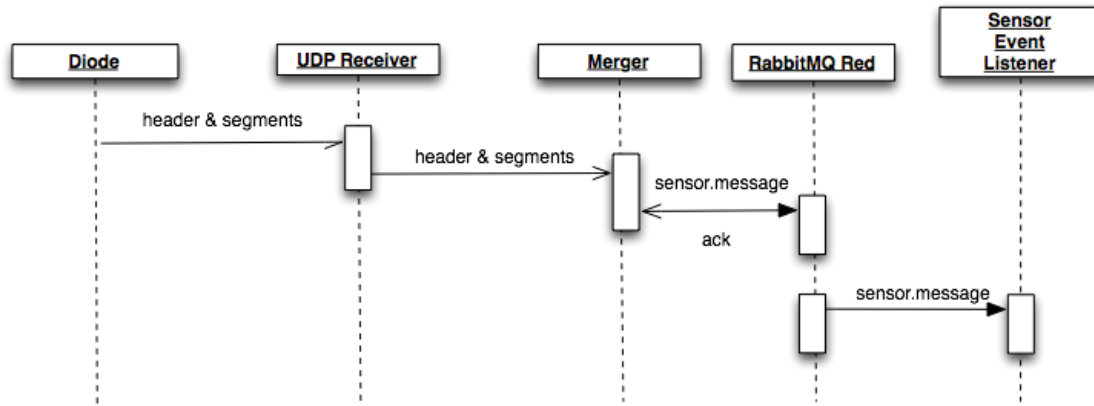 Diode
UDP Receiver
Merger
RabbitMQ Red
Sensor
Event
Listener
header & segments
header & segments
sensor.message
ack
sensor.message